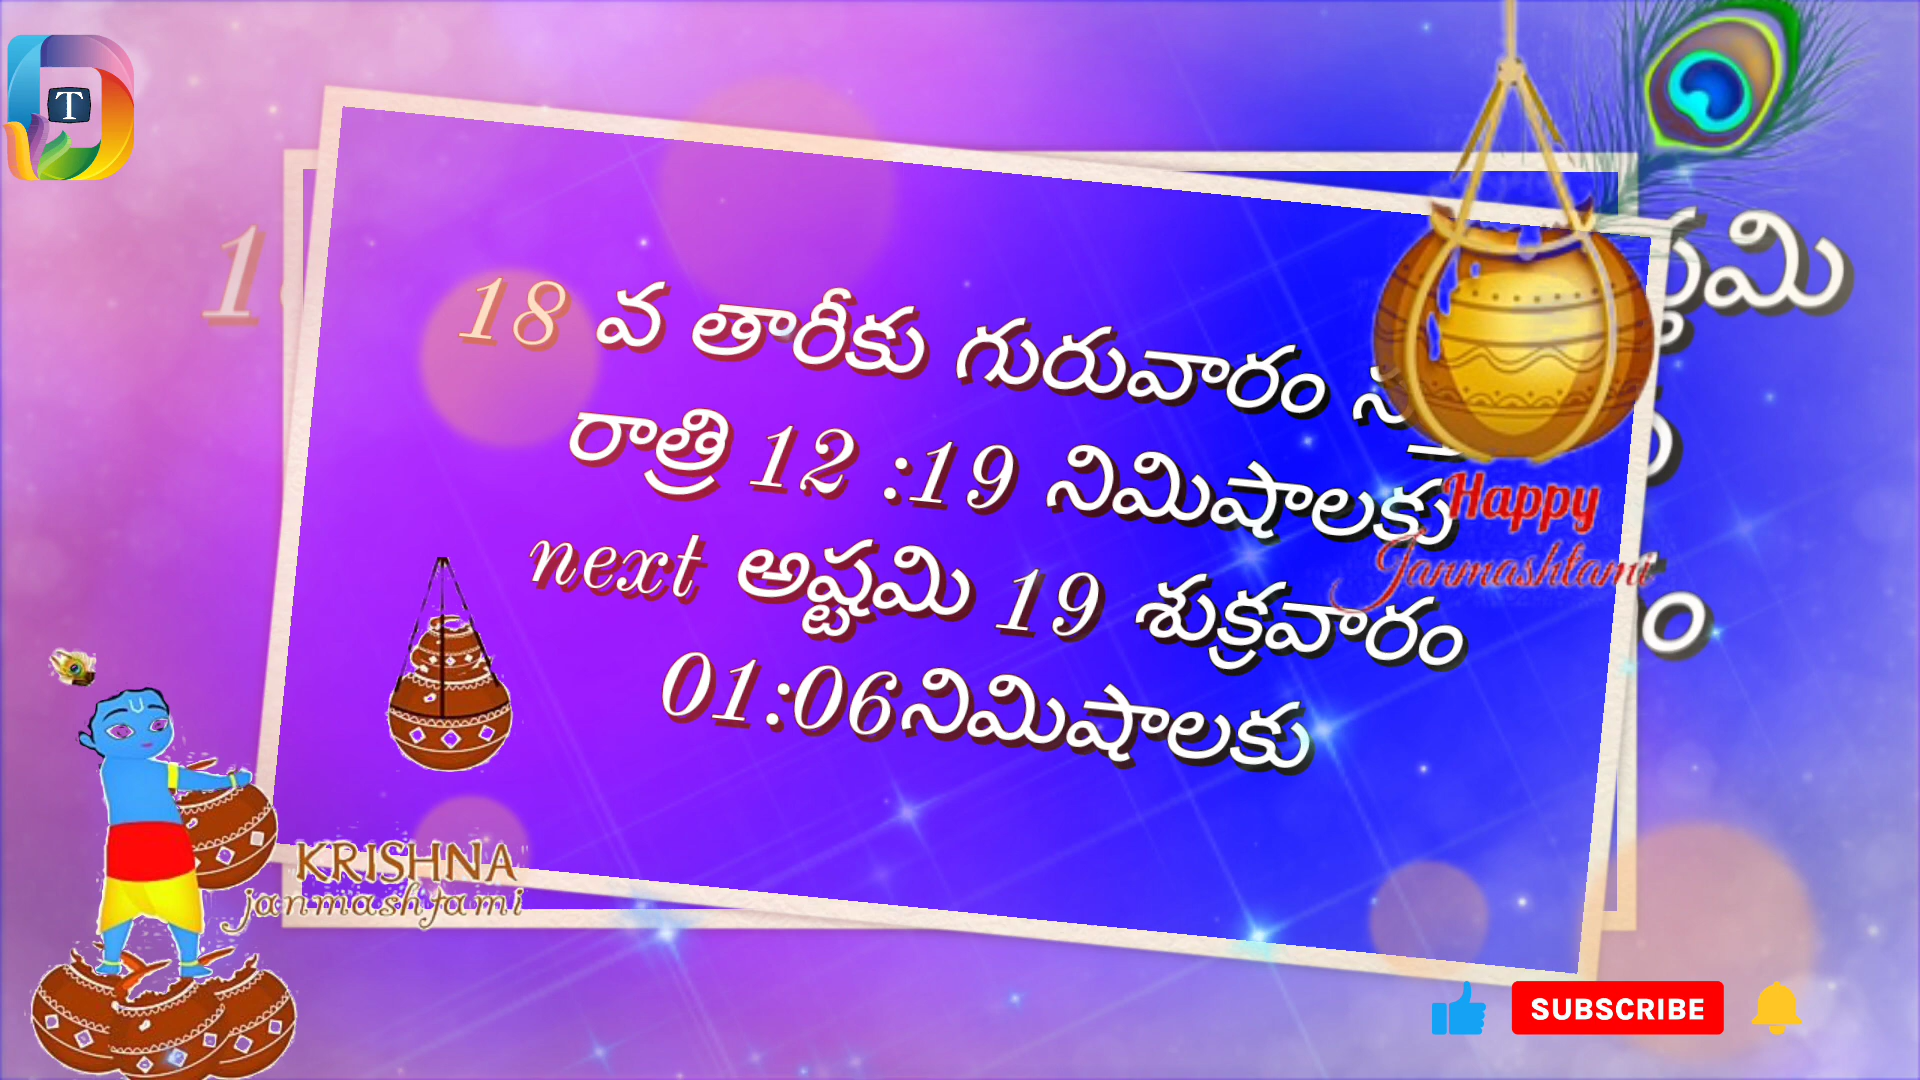 T
18 వ తారీకు గురువారం
రాత్రి 12 :19 నిమిషాలకు
next అష్టమి 19 శుక్రవారం
01:06నిమిషాలకు
Happy
Janmashtami
KRISHNA
janmashtami
SUBSCRIBE